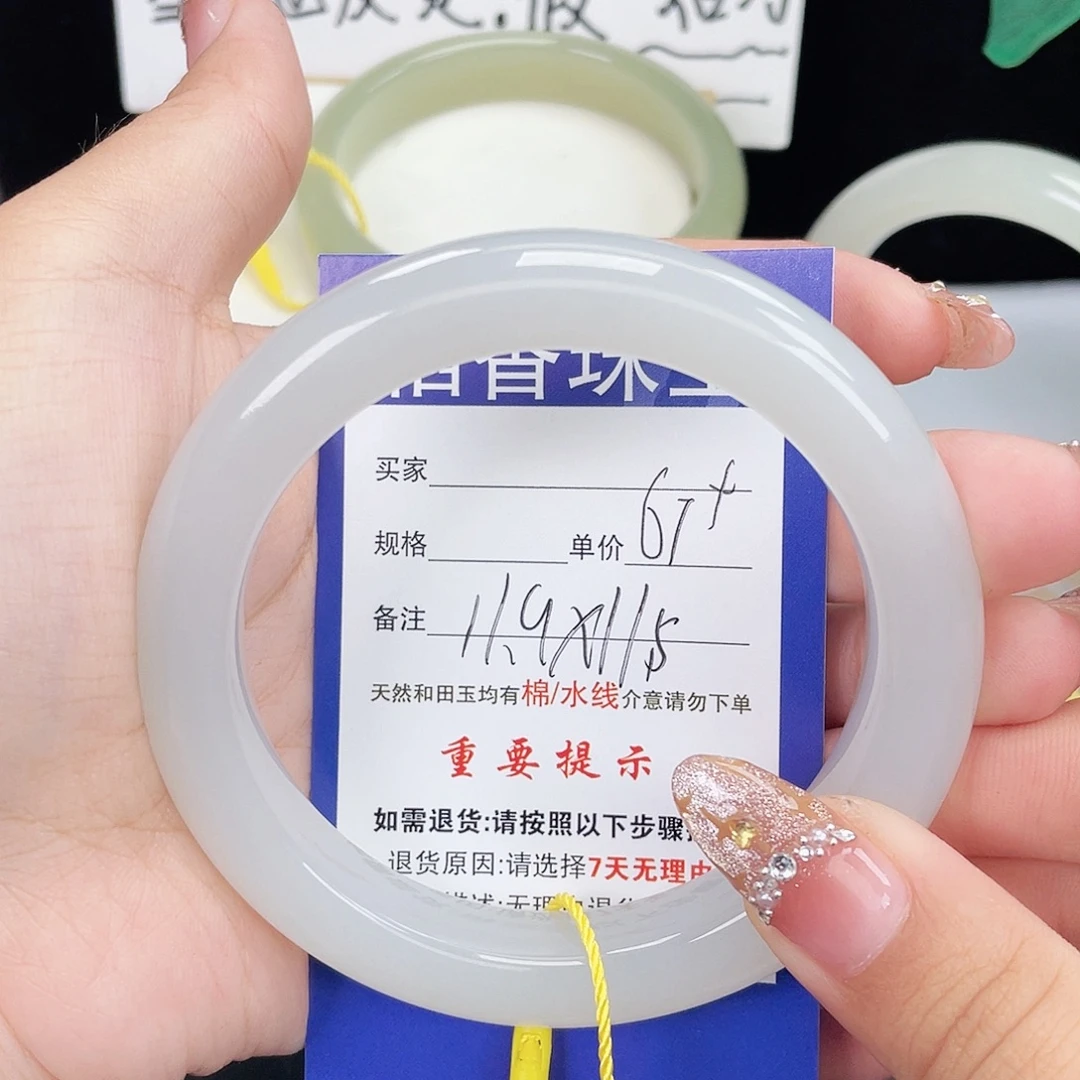 香珠
买家
规格 单价 67+
备注 11.9x11.5
天然和田玉均有棉/水线介意请勿下单
重要提示
如需退货:请按照以下步骤
退货原因:请选择7天无理由